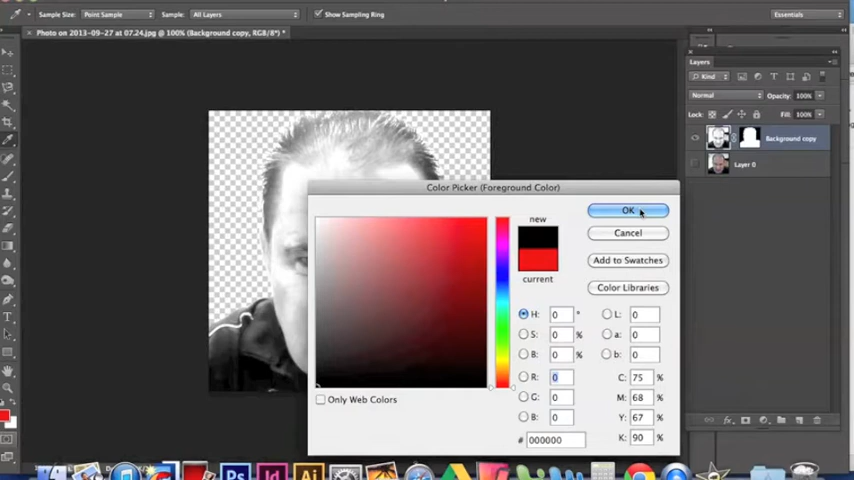 Sample Size: Point Sample Sample: All Layers Show Sampling Ring Essentials
× Photo on 2013-09-27 at 07.24.jpg @ 100% (Background copy, RGB/8*) *
Layers
Kind
Normal Opacity: 100%
Lock: Fill: 100%
Background copy
Layer 0
Color Picker (Foreground Color)
new
current
OK
Cancel
Add to Swatches
Color Libraries
H: 0 °
S: 0 %
B: 0 %
R: 0
G: 0
B: 0
L: 0
a: 0
b: 0
C: 75 %
M: 68 %
Y: 67 %
K: 90 %
# 000000
Only Web Colors
T
Ps
Id
Ai